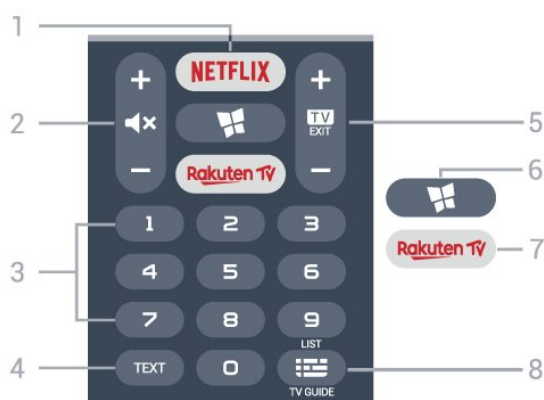 1
NETFLIX
+ +
2
TV
EXIT
5
- -
6
Rakuten TV
Rakuten TV
7
1 2 3
3
4 5 6
7 8 9
LIST
4
TEXT 0
8
TV GUIDE